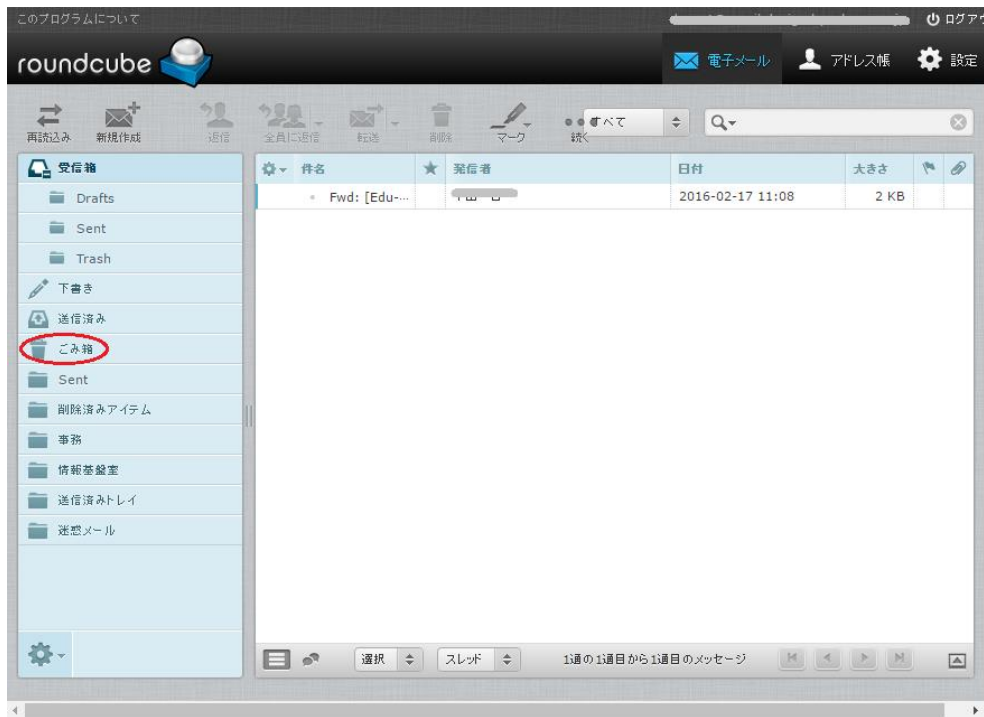 このプログラムについて
ログアウ
roundcube
電子メール アドレス帳 設定
再読込み 新規作成 返信 全員に返信 転送 削除 マーク 続く すべて
受信箱
件名 発信者 日付 大きさ
Drafts
Fwd: [Edu-... 2016-02-17 11:08 2 KB
Sent
Trash
下書き
送信済み
ごみ箱
Sent
削除済みアイテム
事務
情報基盤室
送信済みトレイ
迷惑メール
選択 スレッド 1通の1通目から1通目のメッセージ